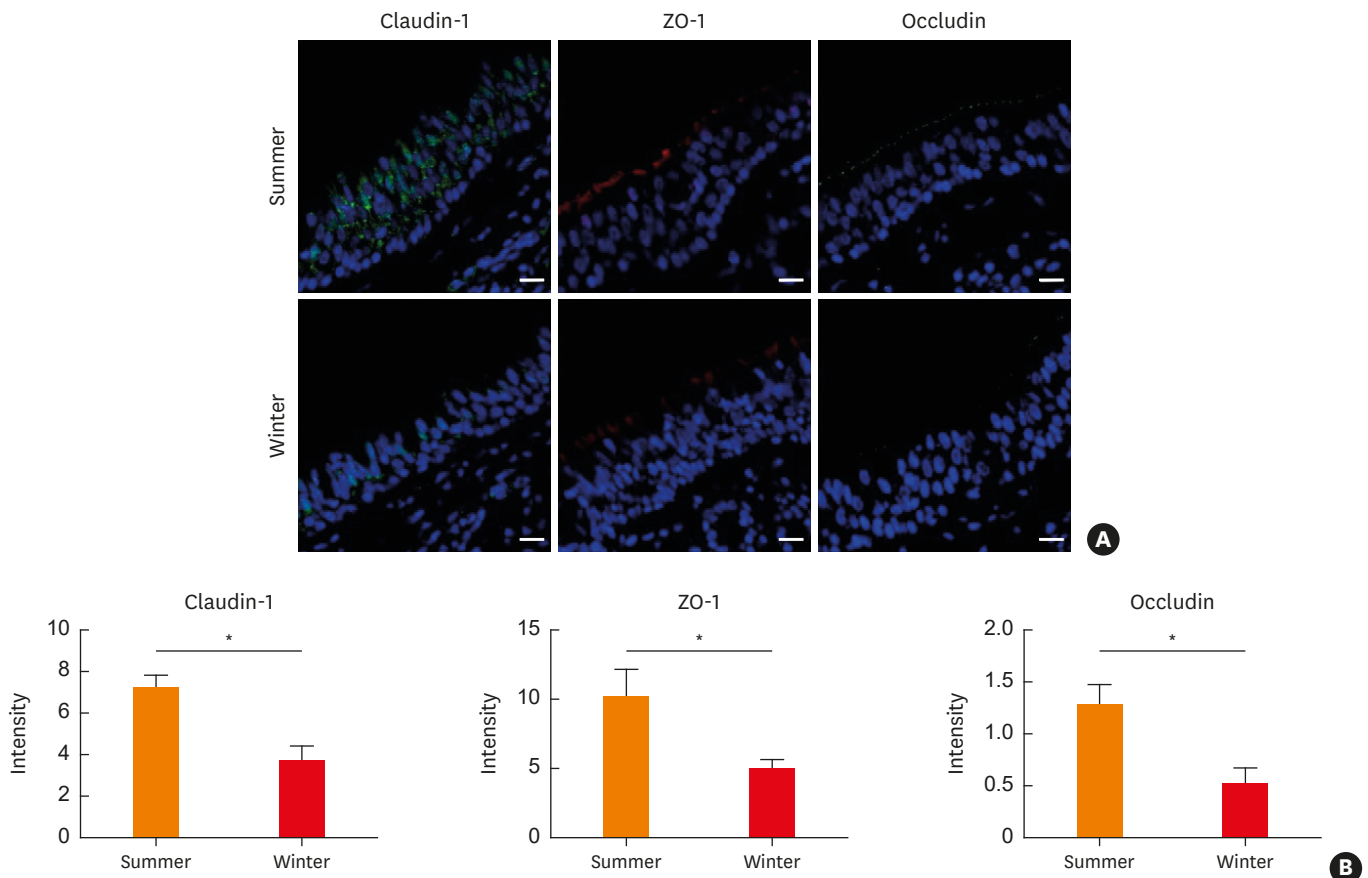 Claudin-1 ZO-1 Occludin
Summer
Winter
A
Claudin-1
10
8
6
4
2
0
Intensity
*
Summer Winter
ZO-1
15
10
5
0
Intensity
*
Summer Winter
Occludin
2.0
1.5
1.0
0.5
0
Intensity
*
Summer Winter
B